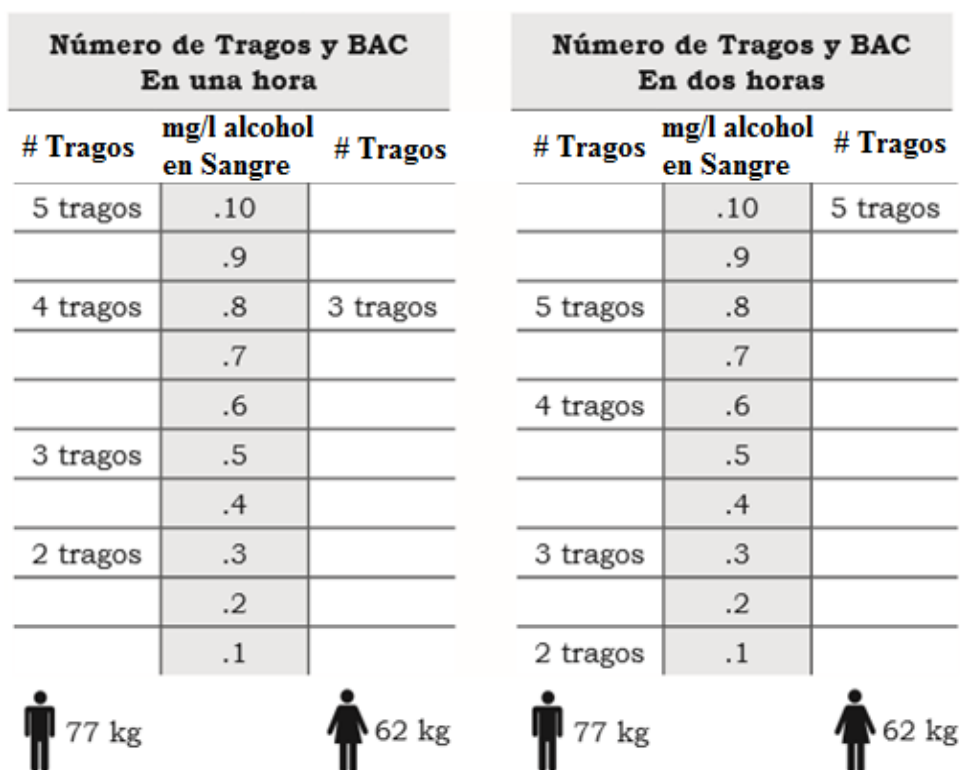 Número de Tragos y BAC
En una hora
# Tragos mg/l alcohol en Sangre # Tragos
5 tragos .10
.9
4 tragos .8 3 tragos
.7
.6
3 tragos .5
.4
2 tragos .3
.2
.1
77 kg 62 kg
Número de Tragos y BAC
En dos horas
# Tragos mg/l alcohol en Sangre # Tragos
.10 5 tragos
.9
5 tragos .8
.7
4 tragos .6
.5
.4
3 tragos .3
.2
2 tragos .1
77 kg 62 kg